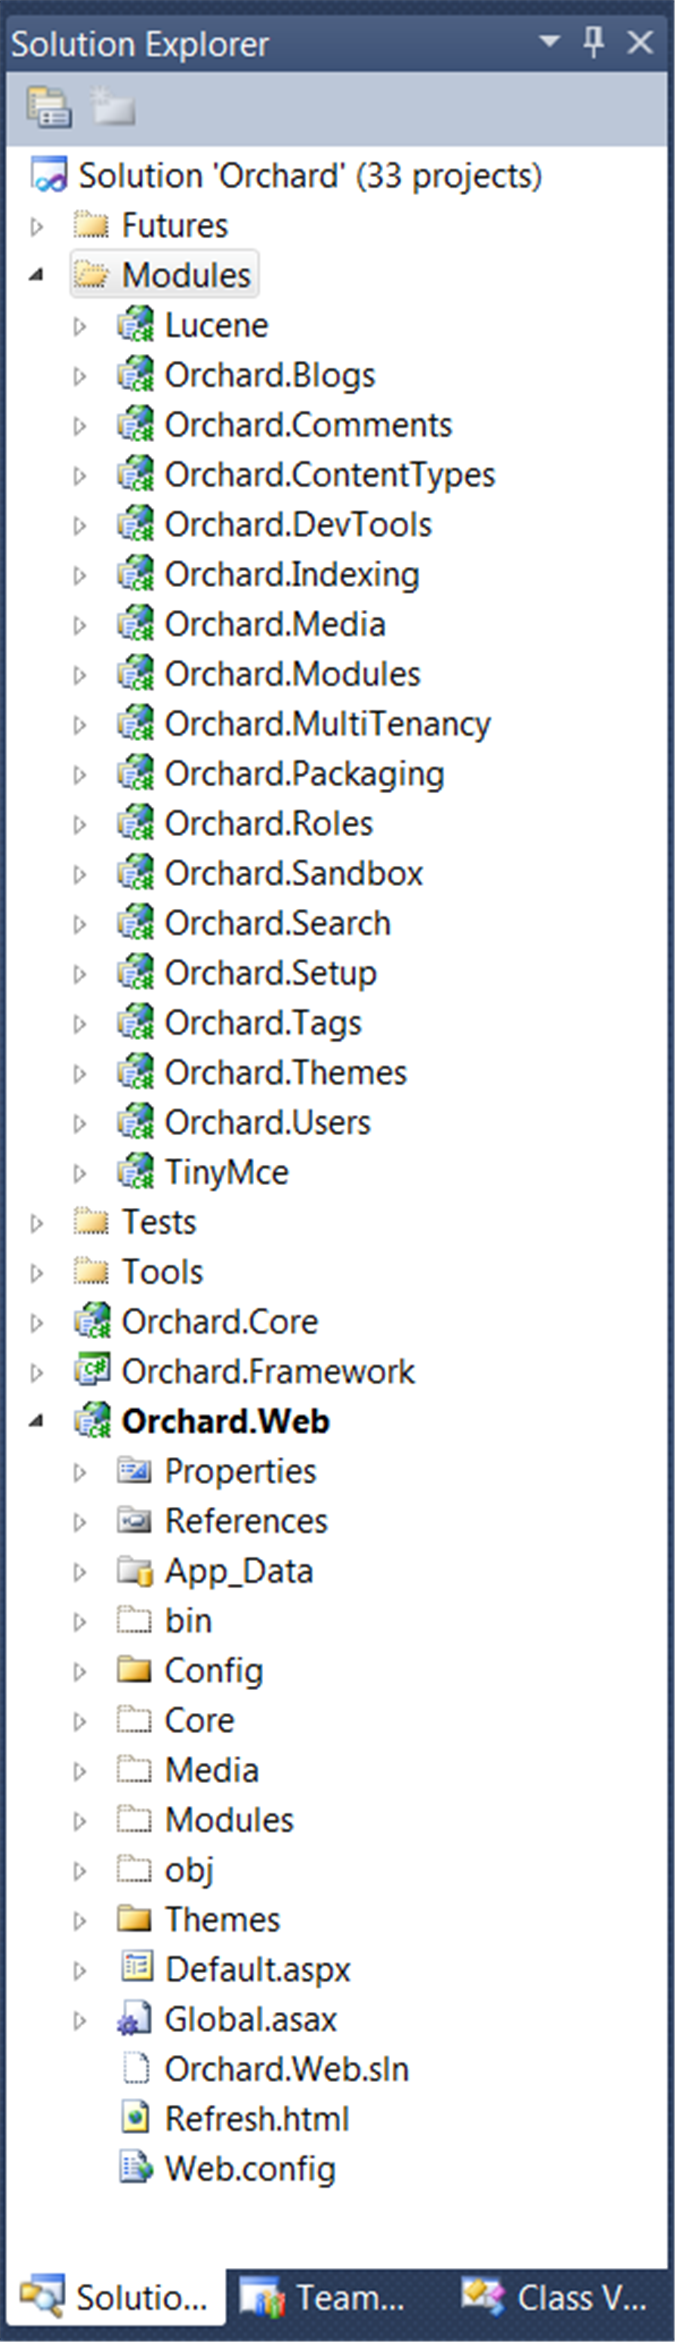 Solution Explorer
Solution 'Orchard' (33 projects)
Futures
Modules
Lucene
Orchard.Blogs
Orchard.Comments
Orchard.ContentTypes
Orchard.DevTools
Orchard.Indexing
Orchard.Media
Orchard.Modules
Orchard.MultiTenancy
Orchard.Packaging
Orchard.Roles
Orchard.Sandbox
Orchard.Search
Orchard.Setup
Orchard.Tags
Orchard.Themes
Orchard.Users
TinyMce
Tests
Tools
Orchard.Core
Orchard.Framework
Orchard.Web
Properties
References
App_Data
bin
Config
Core
Media
Modules
obj
Themes
Default.aspx
Global.asax
Orchard.Web.sln
Refresh.html
Web.config
Solutio... Team... Class V...